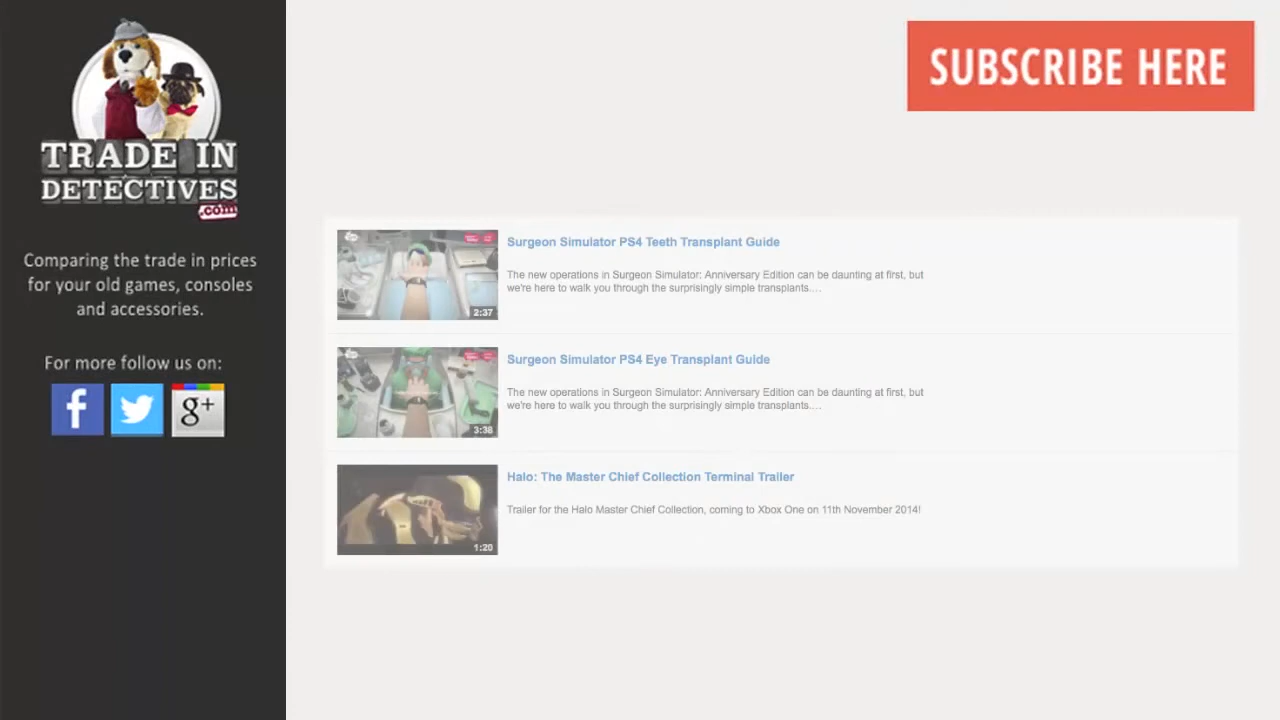 TRADE IN
DETECTIVES
.com
Comparing the trade in prices
for your old games, consoles
and accessories.
For more follow us on:
f
g+
SUBSCRIBE HERE
Surgeon Simulator PS4 Teeth Transplant Guide
The new operations in Surgeon Simulator: Anniversary Edition can be daunting at first, but
we're here to walk you through the surprisingly simple transplants....
2:37
Surgeon Simulator PS4 Eye Transplant Guide
The new operations in Surgeon Simulator: Anniversary Edition can be daunting at first, but
we're here to walk you through the surprisingly simple transplants....
3:38
Halo: The Master Chief Collection Terminal Trailer
Trailer for the Halo Master Chief Collection, coming to Xbox One on 11th November 2014!
1:20